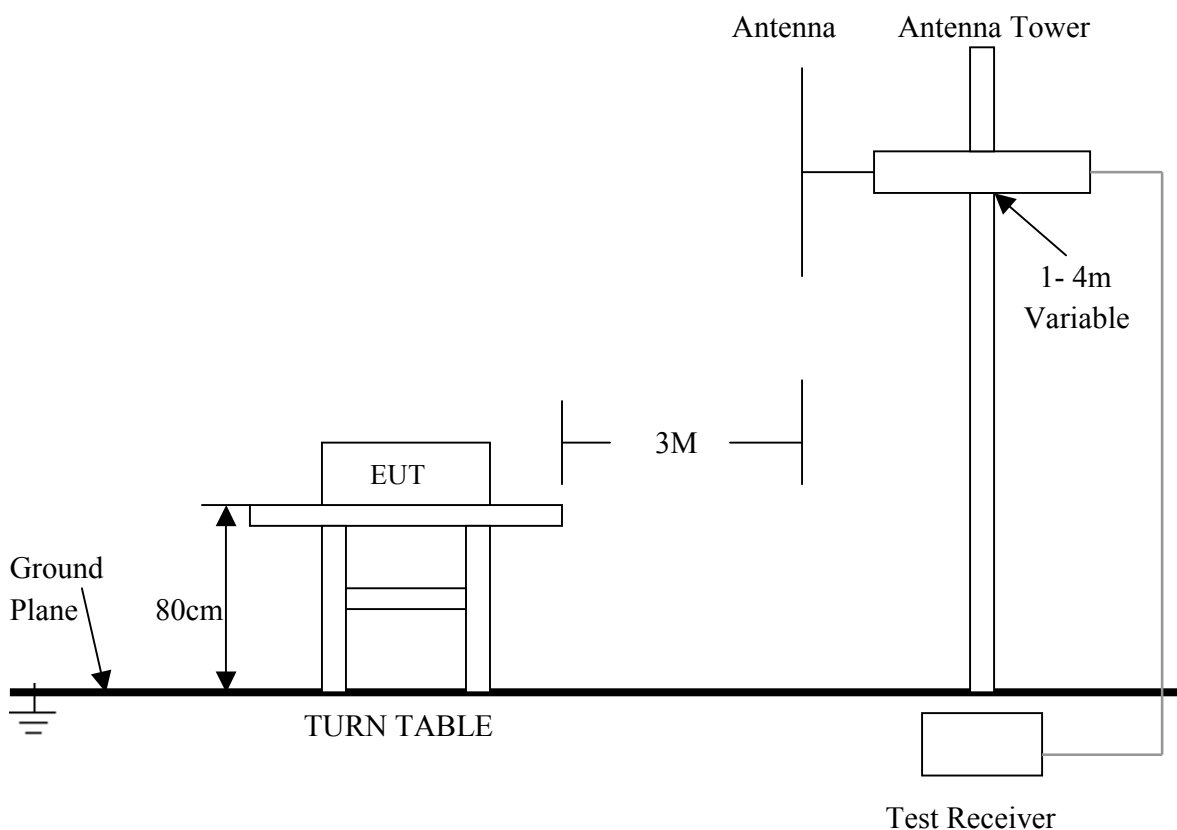 Antenna
Antenna Tower
1- 4m
Variable
3M
EUT
Ground
Plane
80cm
TURN TABLE
Test Receiver